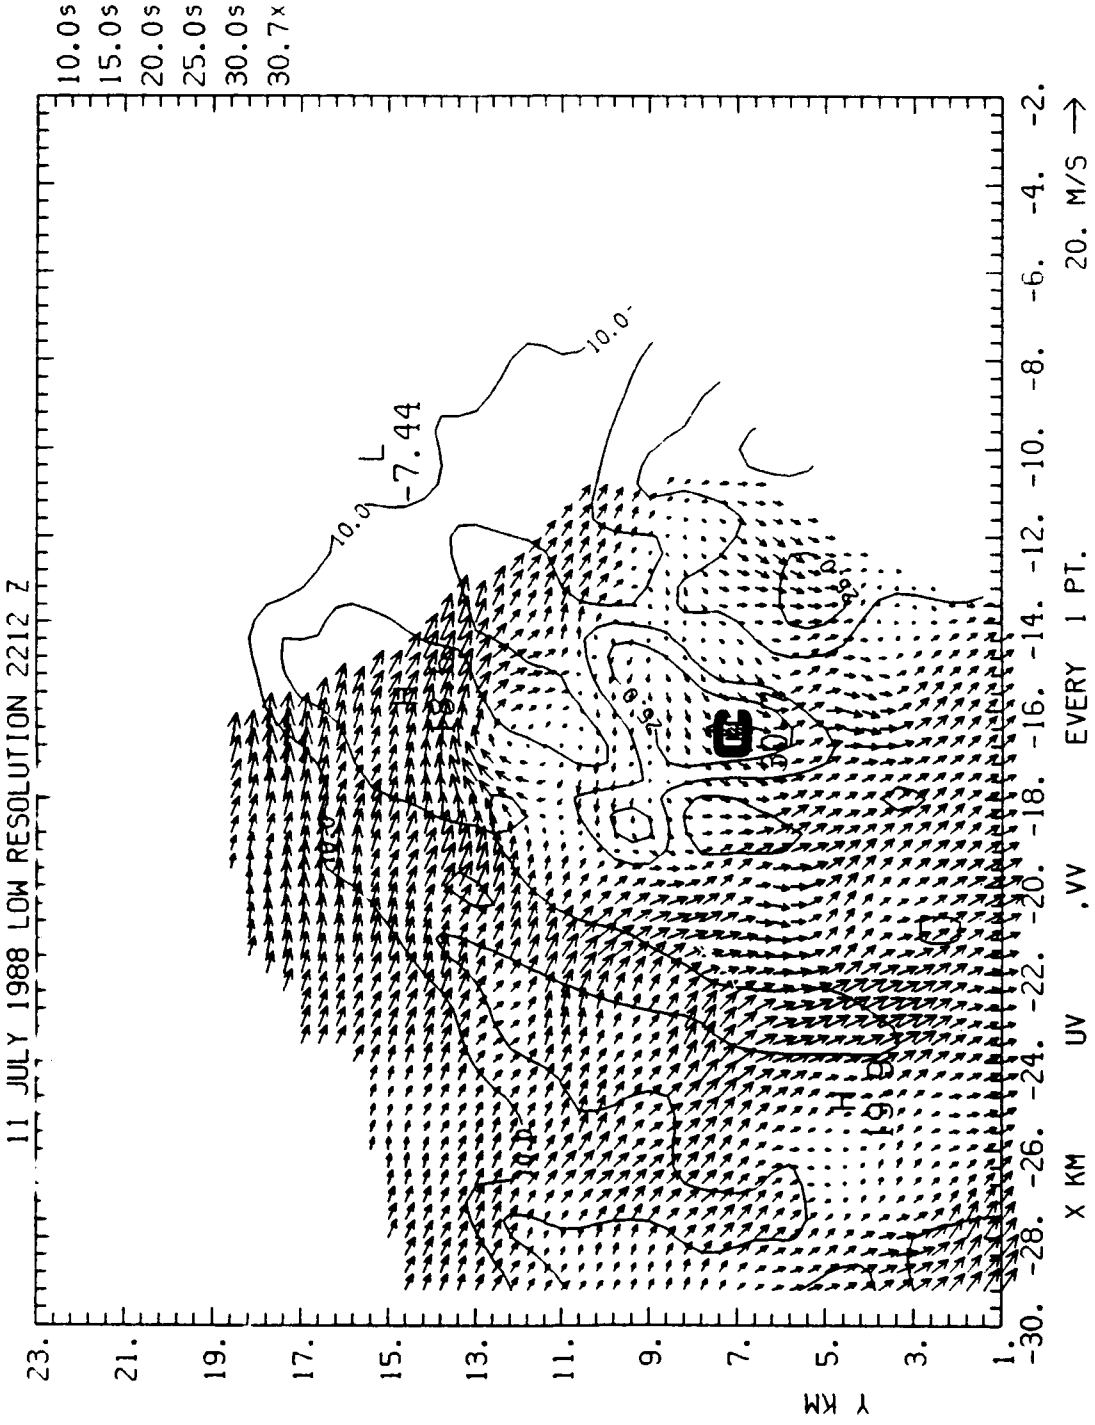 11 JULY 1988 LOW RESOLUTION 2212 Z
10.0s
15.0s
20.0s
25.0s
30.0s
30.7x
23.
21.
19.
17.
15.
13.
11.
9.
7.
5.
3.
1.
Y KM
10.0
10.0
L
-7.44
H
H
19.9
30
-30. -28. -26. -24. -22. -20. -18. -16. -14. -12. -10. -8. -6. -4. -2.
X KM UV , VV EVERY 1 PT. 20. M/S →